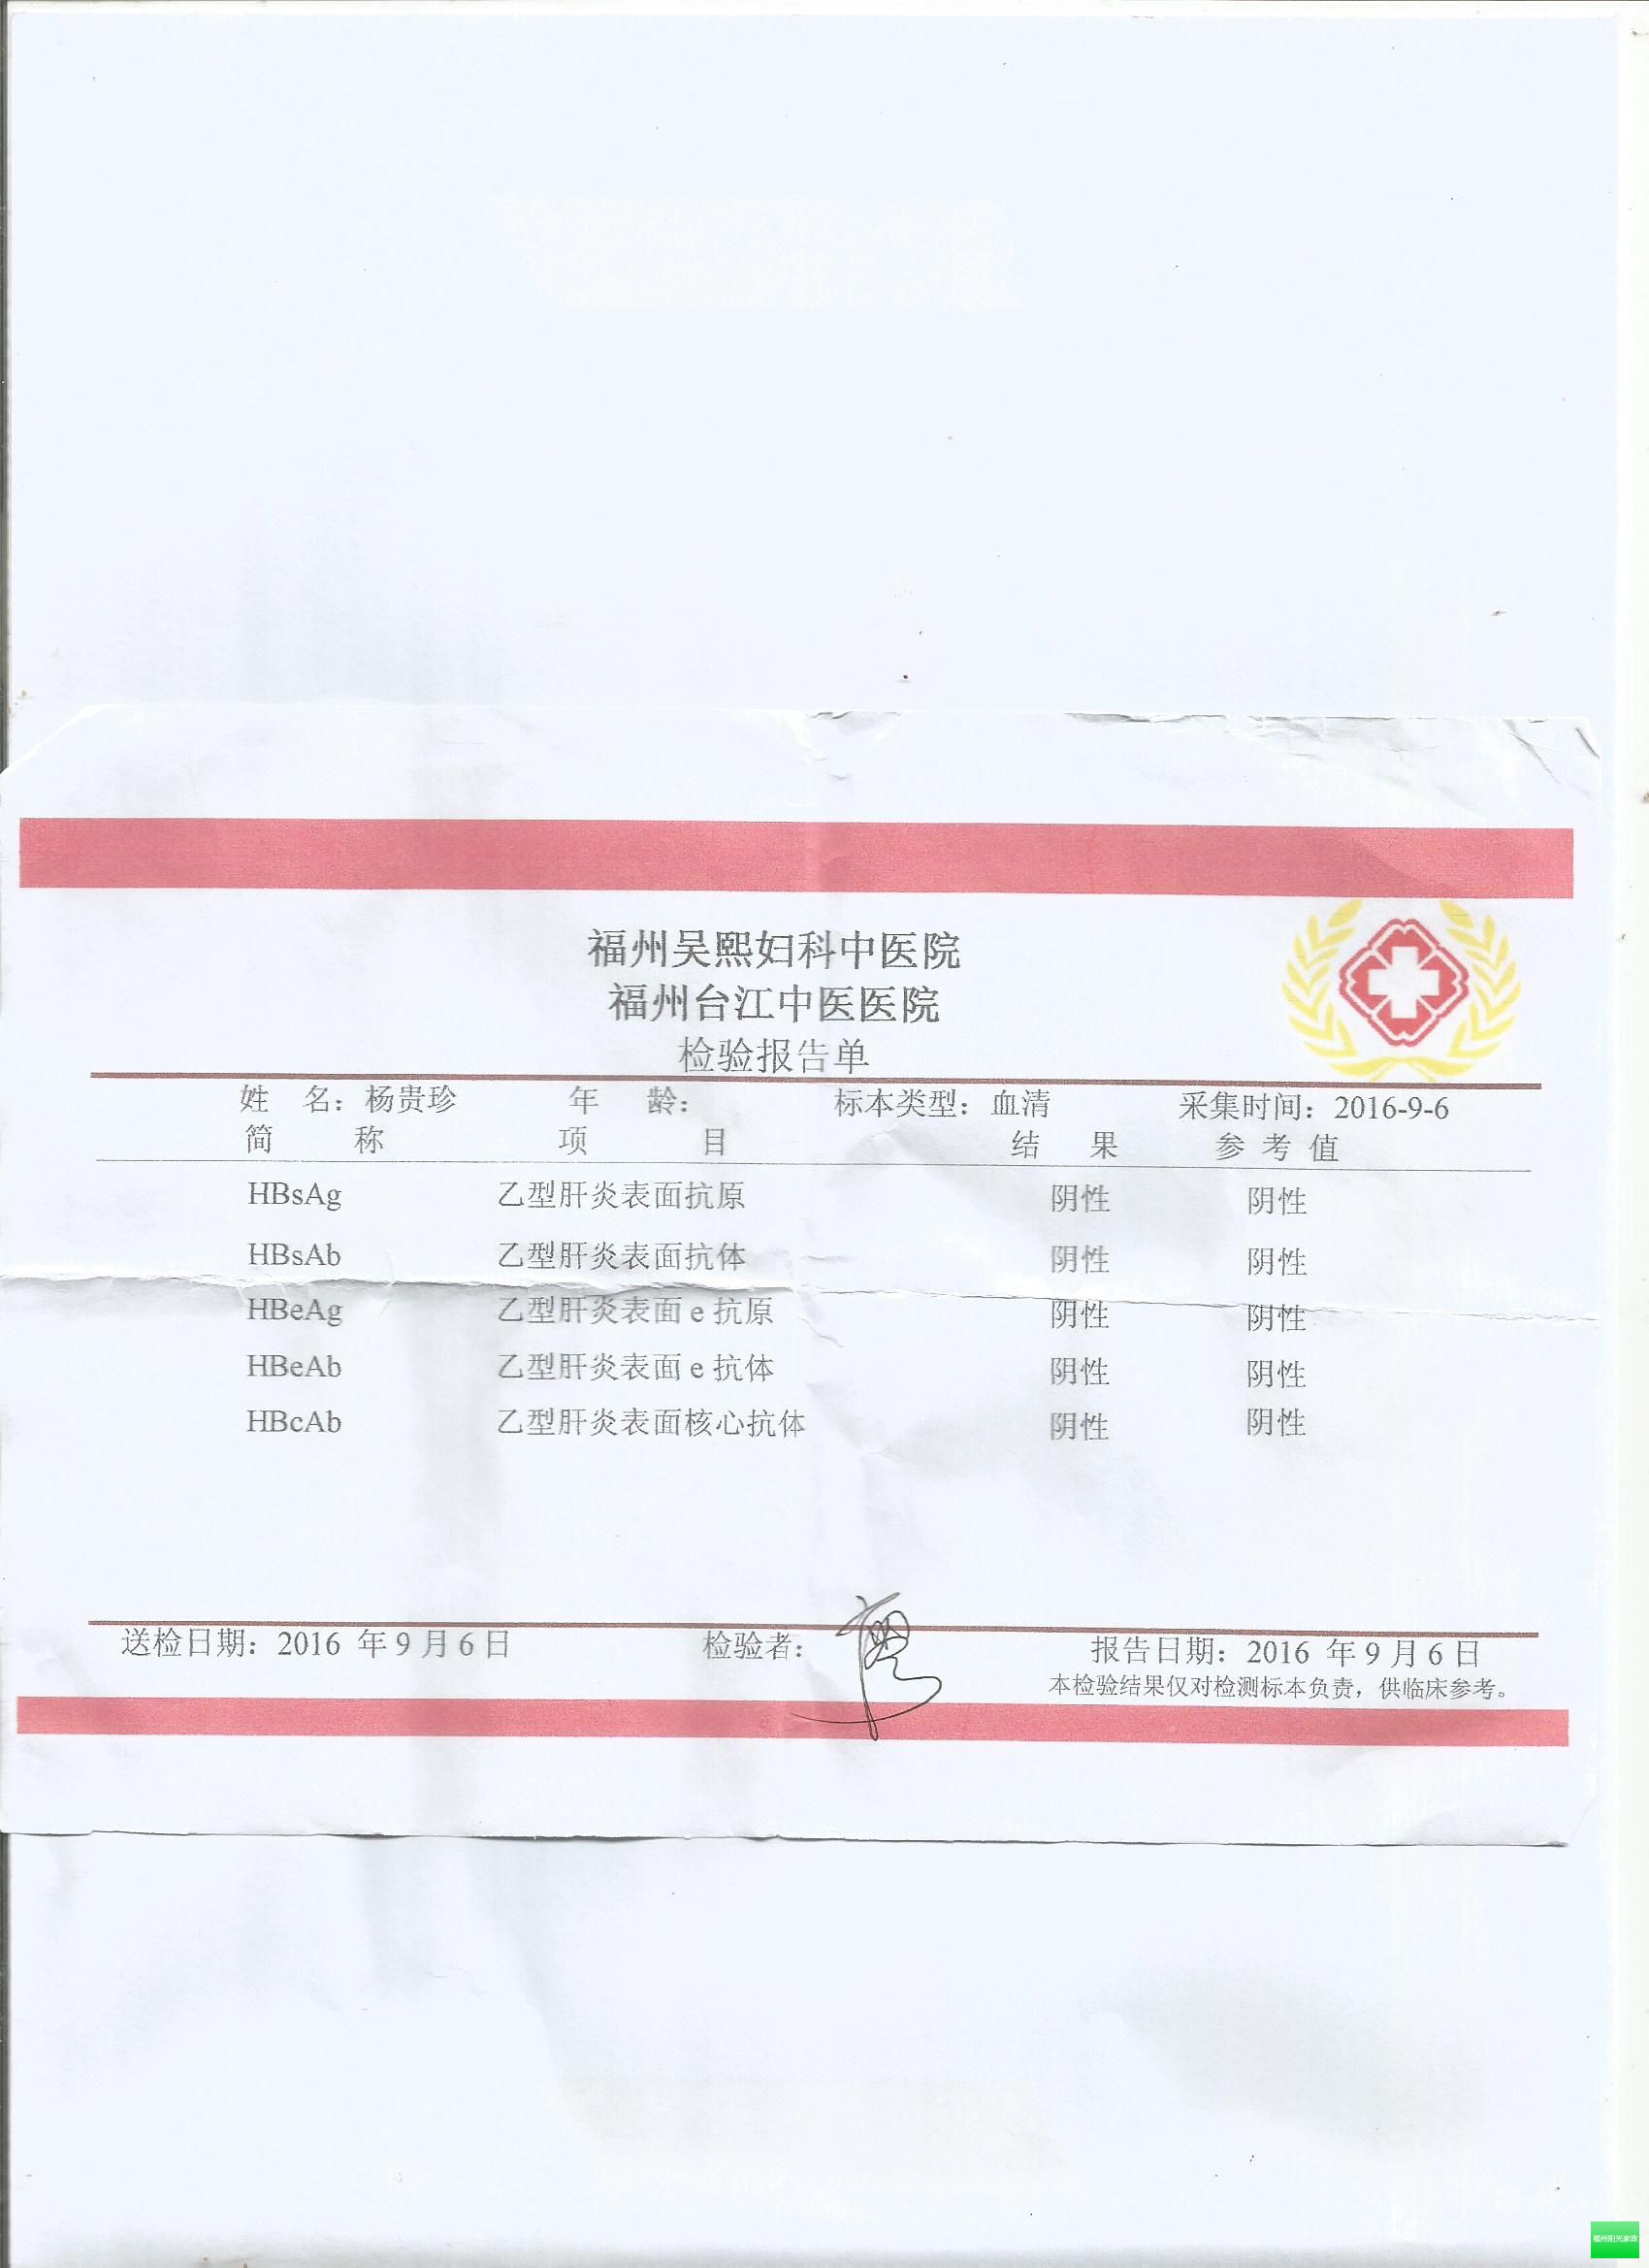 福州吴熙妇科中医院
福州台江中医医院
检验报告单
姓 名：杨贵珍 年 龄： 标本类型：血清 采集时间：2016-9-6
简 称 项 目 结 果 参 考 值
HBsAg 乙型肝炎表面抗原 阴性 阴性
HBsAb 乙型肝炎表面抗体 阴性 阴性
HBeAg 乙型肝炎表面 e 抗原 阴性 阴性
HBeAb 乙型肝炎表面 e 抗体 阴性 阴性
HBcAb 乙型肝炎表面核心抗体 阴性 阴性
送检日期：2016 年 9 月 6 日 检验者： 报告日期：2016 年 9 月 6 日
本检验结果仅对检测标本负责，供临床参考。
福州阳光家政